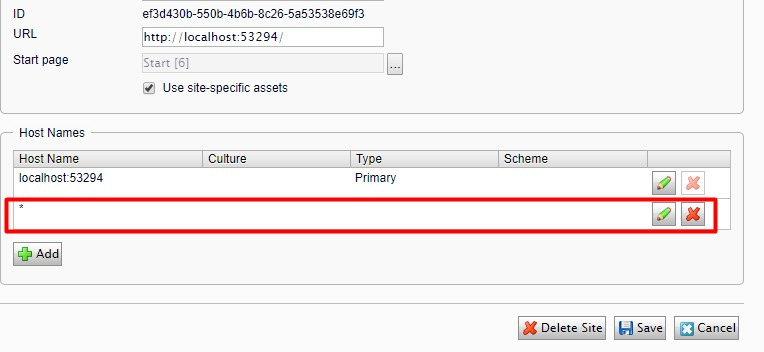 ID ef3d430b-550b-4b6b-8c26-5a53538e69f3
URL http://localhost:53294/
Start page Start [6] ...
Use site-specific assets
Host Names
Host Name Culture Type Scheme
localhost:53294 Primary
*
Add
Delete Site Save Cancel